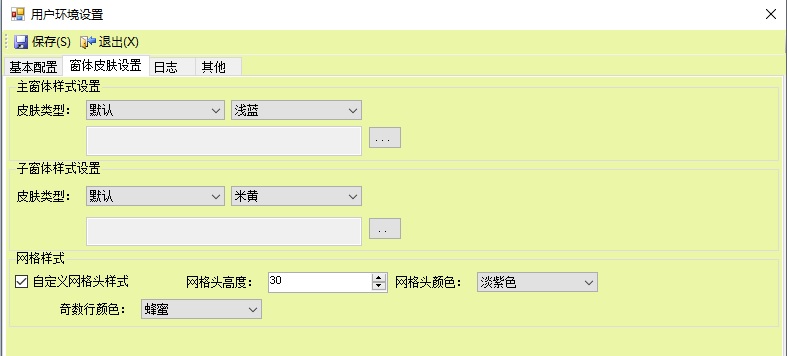 用户环境设置
保存(S) 退出(X)
基本配置 窗体皮肤设置 日志 其他
主窗体样式设置
皮肤类型： 默认 浅蓝
...
子窗体样式设置
皮肤类型： 默认 米黄
..
网格样式
自定义网格头样式 网格头高度： 30 网格头颜色： 淡紫色
奇数行颜色： 蜂蜜